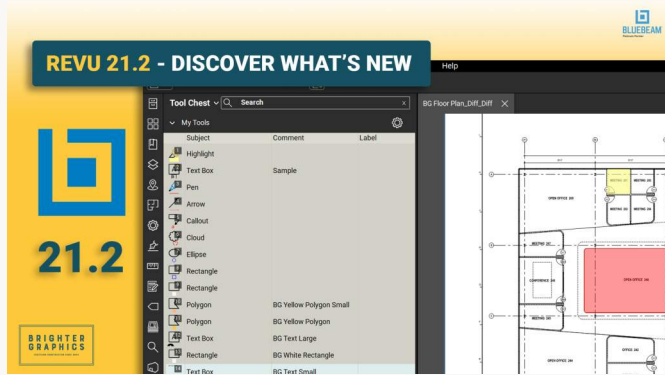 BLUEBEAM
REVU 21.2 - DISCOVER WHAT'S NEW
Help
Tool Chest
Search
x
BG Floor Plan_Diff_Diff
My Tools
Subject Comment Label
Highlight
Text Box Sample
Pen
Arrow
Callout
Cloud
Ellipse
Rectangle
Rectangle
Polygon BG Yellow Polygon Small
Polygon BG Yellow Polygon
Text Box BG Text Large
Rectangle BG White Rectangle
Text Box BG Text Small
21.2
BRIGHTER
GRAPHICS